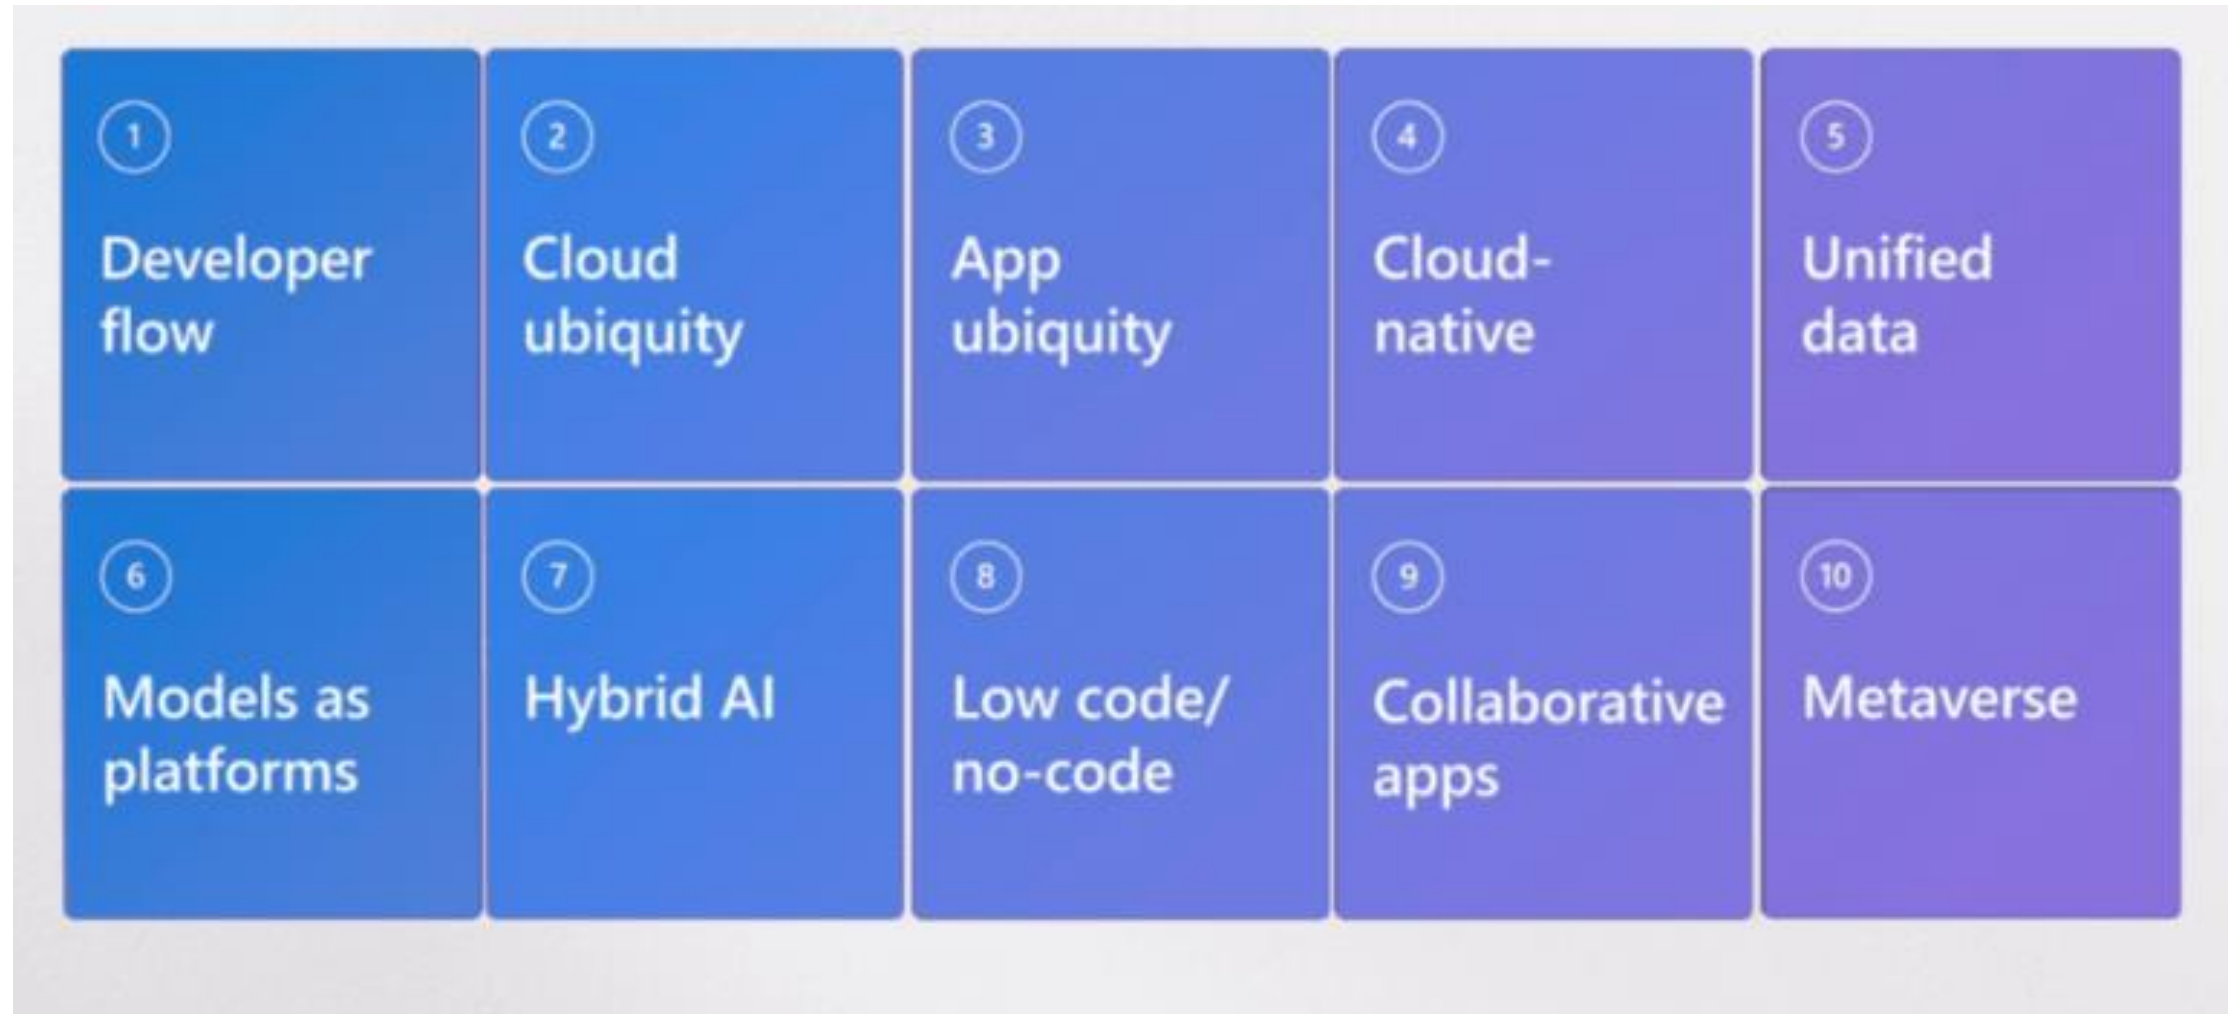 1
Developer
flow
2
Cloud
ubiquity
3
App
ubiquity
4
Cloud-
native
5
Unified
data
6
Models as
platforms
7
Hybrid AI
8
Low code/
no-code
9
Collaborative
apps
10
Metaverse